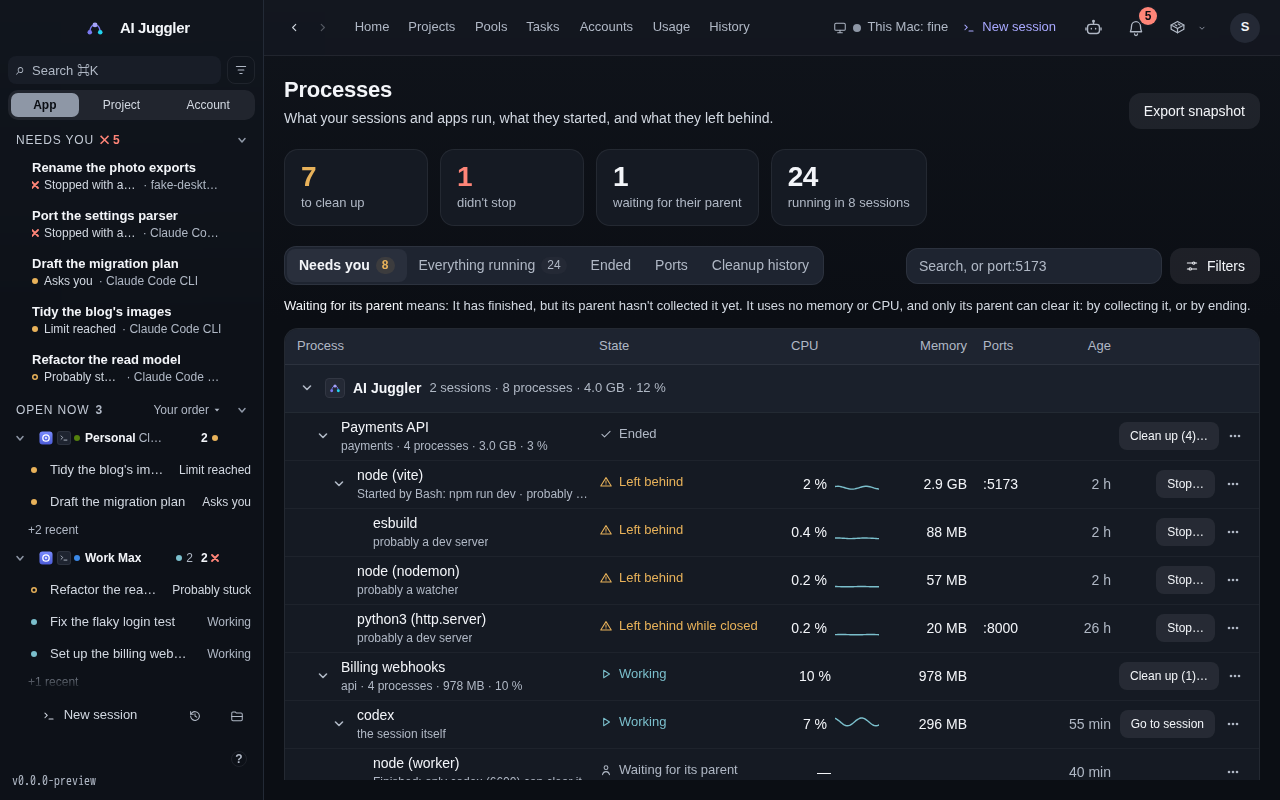 AI Juggler
Search ⌘K
App Project Account
NEEDS YOU 5
Rename the photo exports
Stopped with a… · fake-deskt…
Port the settings parser
Stopped with a… · Claude Co…
Draft the migration plan
Asks you · Claude Code CLI
Tidy the blog's images
Limit reached · Claude Code CLI
Refactor the read model
Probably st… · Claude Code …
OPEN NOW 3 Your order
Personal Cl… 2
Tidy the blog's im… Limit reached
Draft the migration plan Asks you
+2 recent
Work Max 2 2
Refactor the rea… Probably stuck
Fix the flaky login test Working
Set up the billing web… Working
+1 recent
New session
?
v0.0.0-preview
Home Projects Pools Tasks Accounts Usage History
This Mac: fine New session 5 S
Processes
What your sessions and apps run, what they started, and what they left behind.
Export snapshot
7
to clean up
1
didn't stop
1
waiting for their parent
24
running in 8 sessions
Needs you 8 Everything running 24 Ended Ports Cleanup history
Search, or port:5173 Filters
Waiting for its parent means: It has finished, but its parent hasn't collected it yet. It uses no memory or CPU, and only its parent can clear it: by collecting it, or by ending.
Process State CPU Memory Ports Age
AI Juggler 2 sessions · 8 processes · 4.0 GB · 12 %
Payments API Ended Clean up (4)…
payments · 4 processes · 3.0 GB · 3 %
node (vite) Left behind 2 % 2.9 GB :5173 2 h Stop…
Started by Bash: npm run dev · probably …
esbuild Left behind 0.4 % 88 MB 2 h Stop…
probably a dev server
node (nodemon) Left behind 0.2 % 57 MB 2 h Stop…
probably a watcher
python3 (http.server) Left behind while closed 0.2 % 20 MB :8000 26 h Stop…
probably a dev server
Billing webhooks Working 10 % 978 MB Clean up (1)…
api · 4 processes · 978 MB · 10 %
codex Working 7 % 296 MB 55 min Go to session
the session itself
node (worker) Waiting for its parent — 40 min
Finished; only codex (6600) can clear it